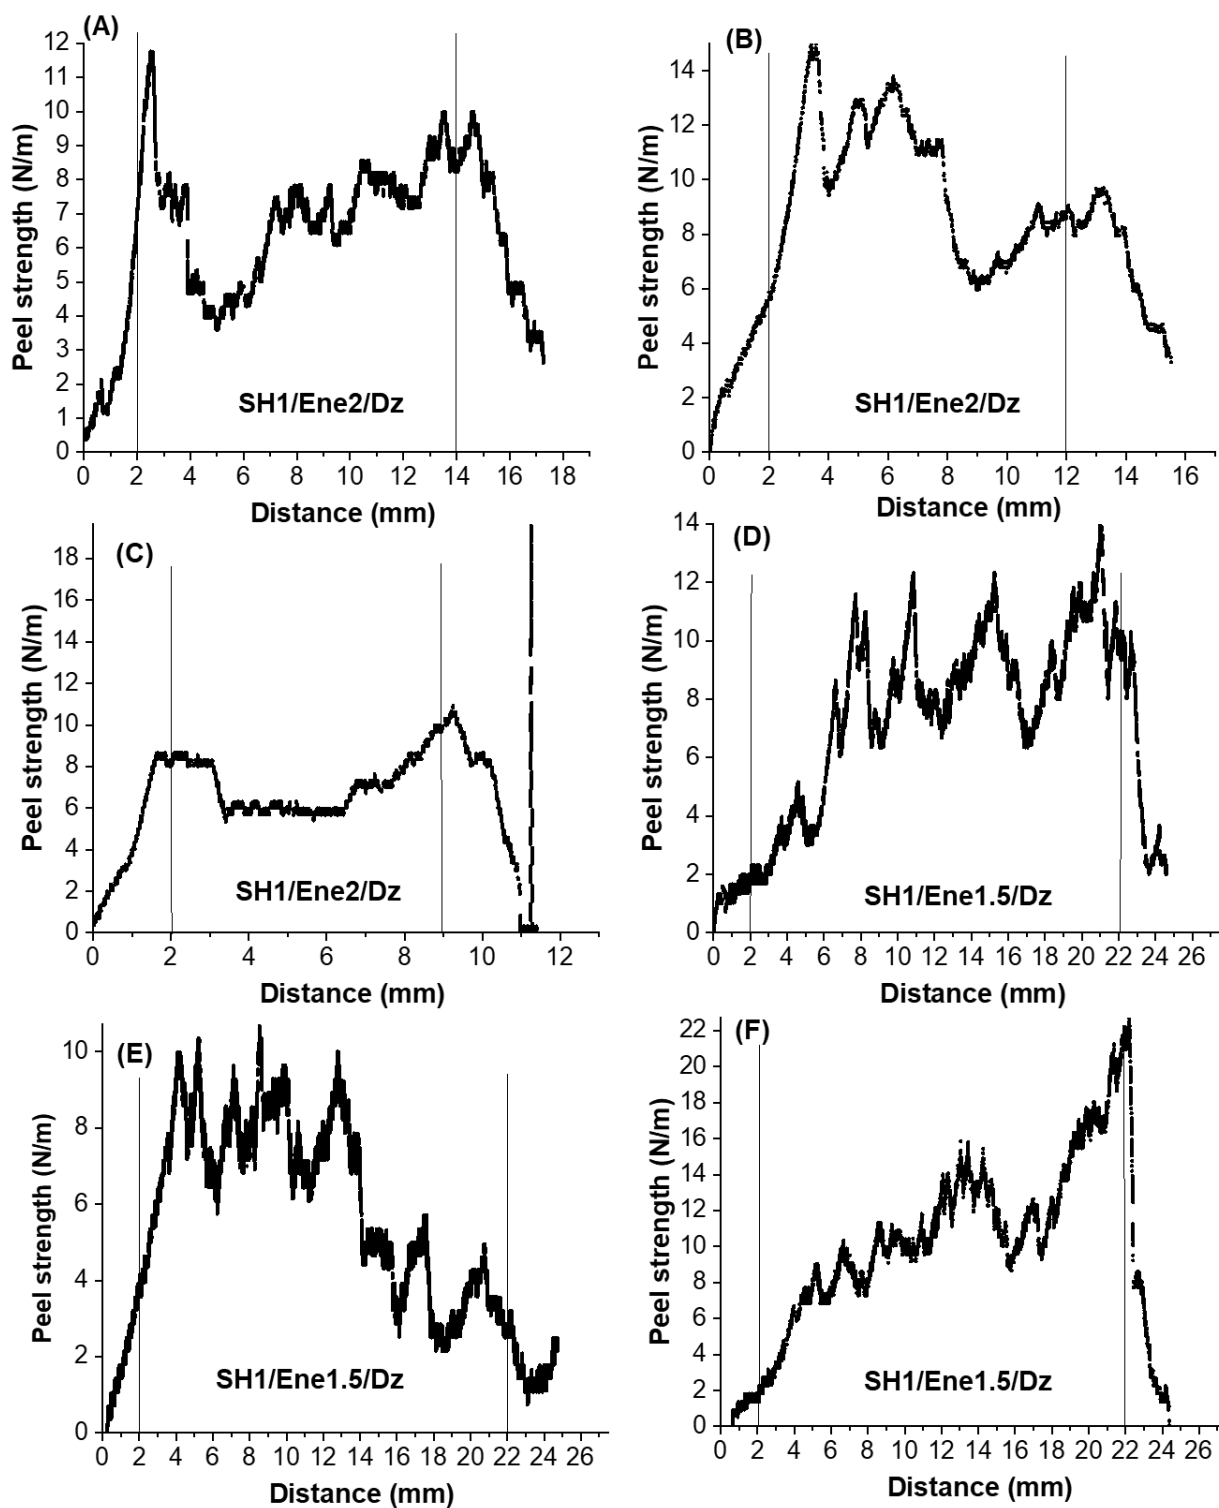 (A)
12
11
10
9
8
7
6
5
4
3
2
1
0
Peel strength (N/m)
SH1/Ene2/Dz
0 2 4 6 8 10 12 14 16 18
Distance (mm)
(B)
14
12
10
8
6
4
2
0
Peel strength (N/m)
SH1/Ene2/Dz
0 2 4 6 8 10 12 14 16
Distance (mm)
(C)
18
16
14
12
10
8
6
4
2
0
Peel strength (N/m)
SH1/Ene2/Dz
0 2 4 6 8 10 12
Distance (mm)
(D)
14
12
10
8
6
4
2
0
Peel strength (N/m)
SH1/Ene1.5/Dz
0 2 4 6 8 10 12 14 16 18 20 22 24 26
Distance (mm)
(E)
10
8
6
4
2
0
Peel strength (N/m)
SH1/Ene1.5/Dz
0 2 4 6 8 10 12 14 16 18 20 22 24 26
Distance (mm)
(F)
22
20
18
16
14
12
10
8
6
4
2
0
Peel strength (N/m)
SH1/Ene1.5/Dz
0 2 4 6 8 10 12 14 16 18 20 22 24 26
Distance (mm)